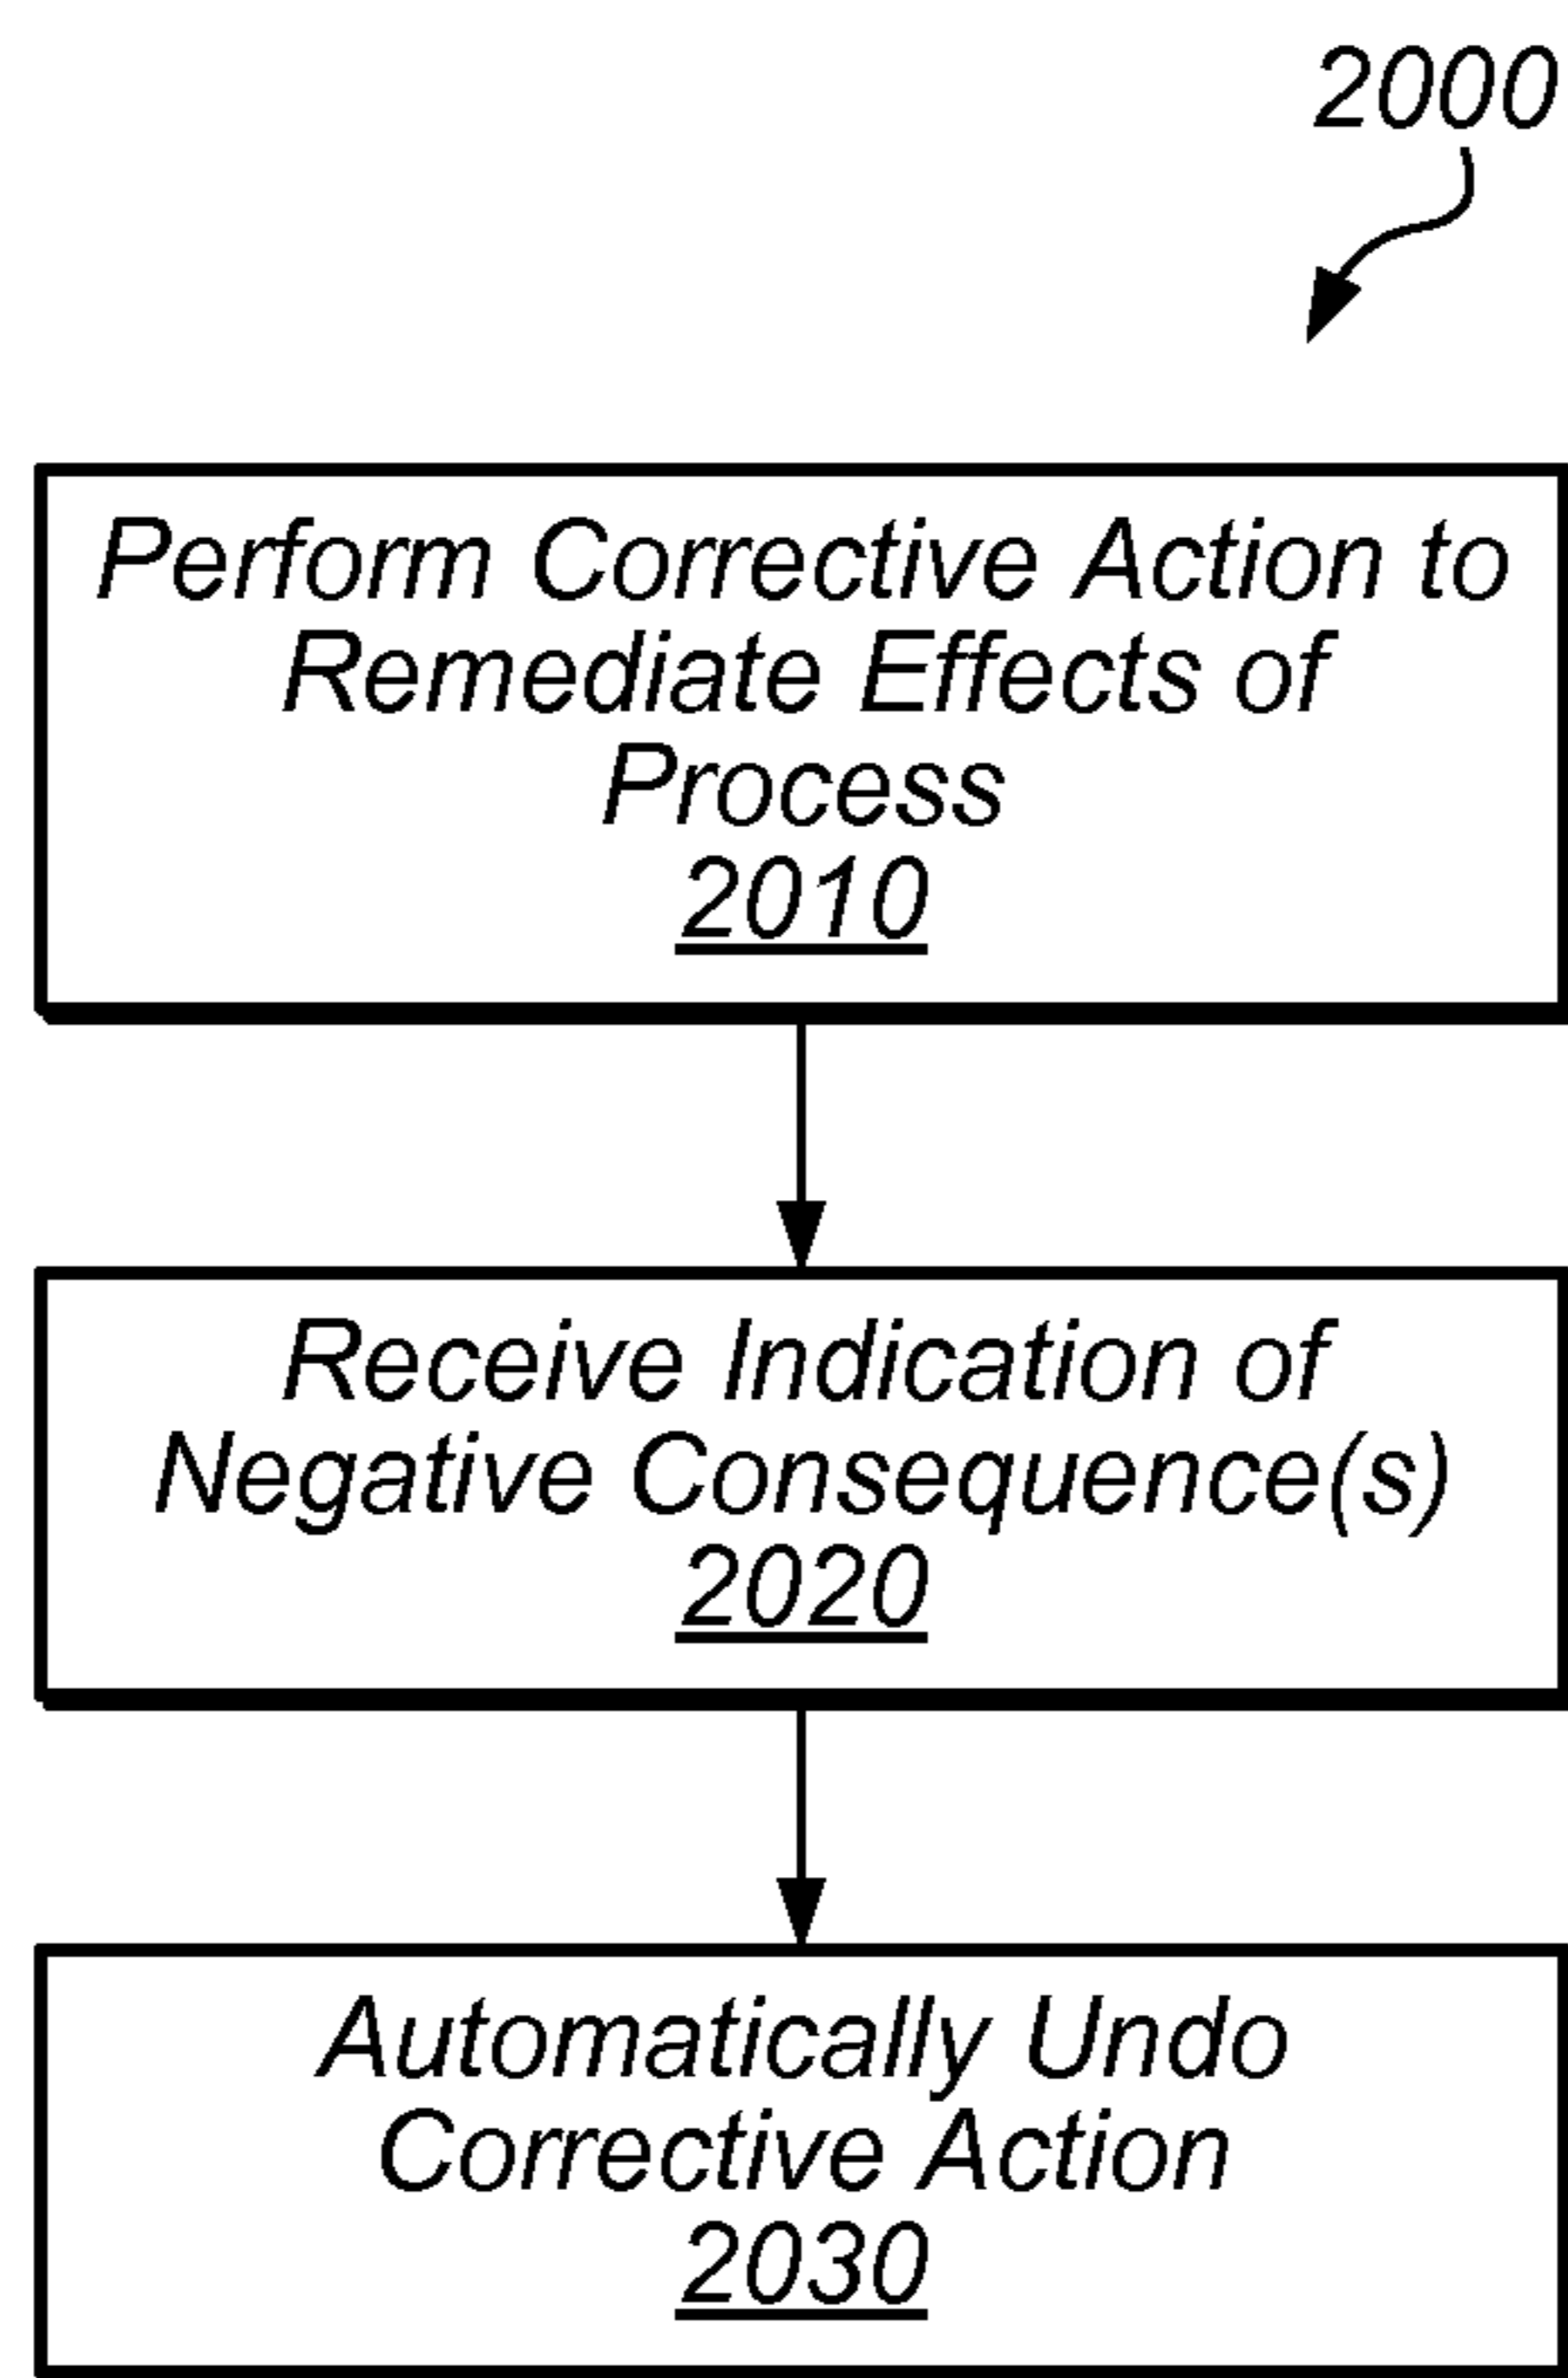 2000
Perform Corrective Action to
Remediate Effects of
Process
2010
Receive Indication of
Negative Consequence(s)
2020
Automatically Undo
Corrective Action
2030